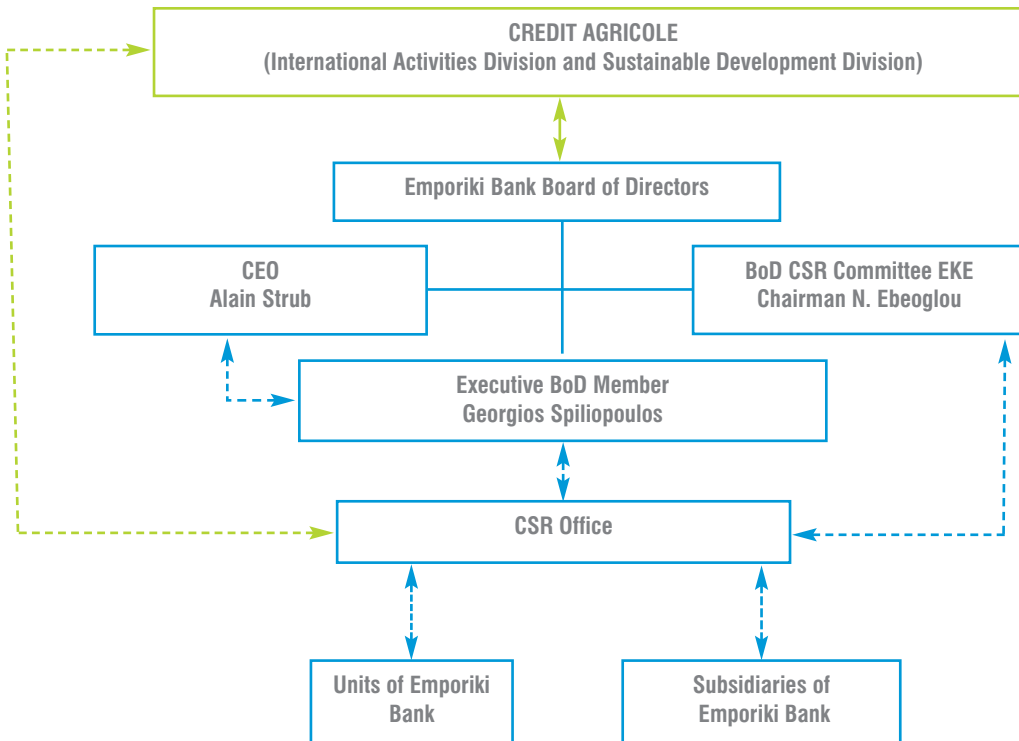 CREDIT AGRICOLE
(International Activities Division and Sustainable Development Division)
Emporiki Bank Board of Directors
CEO
Alain Strub
BoD CSR Committee EKE
Chairman N. Ebeoglou
Executive BoD Member
Georgios Spiliopoulos
CSR Office
Units of Emporiki
Bank
Subsidiaries of
Emporiki Bank